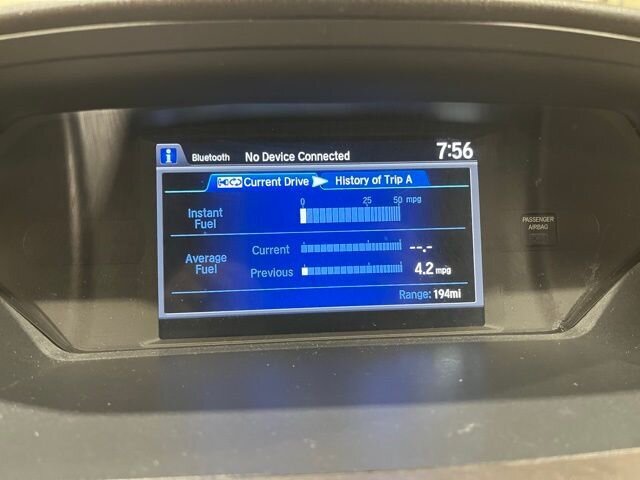 i Bluetooth No Device Connected 7:56
Current Drive History of Trip A
0 25 50 mpg
Instant
Fuel
Average
Fuel
Current --.-
Previous 4.2 mpg
Range: 194mi
PASSENGER
AIRBAG